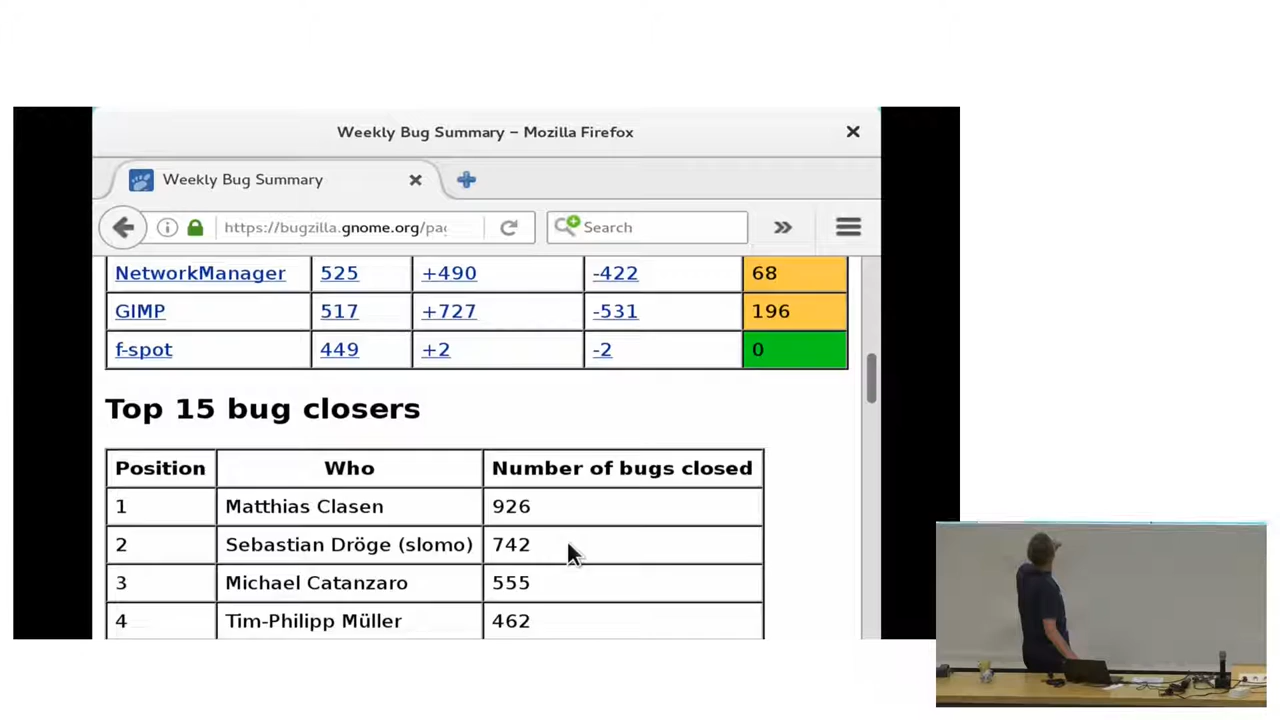 Weekly Bug Summary – Mozilla Firefox
Weekly Bug Summary
https://bugzilla.gnome.org/pa
Search
NetworkManager 525 +490 -422 68
GIMP 517 +727 -531 196
f-spot 449 +2 -2 0
Top 15 bug closers
Position Who Number of bugs closed
1 Matthias Clasen 926
2 Sebastian Dröge (slomo) 742
3 Michael Catanzaro 555
4 Tim-Philipp Müller 462